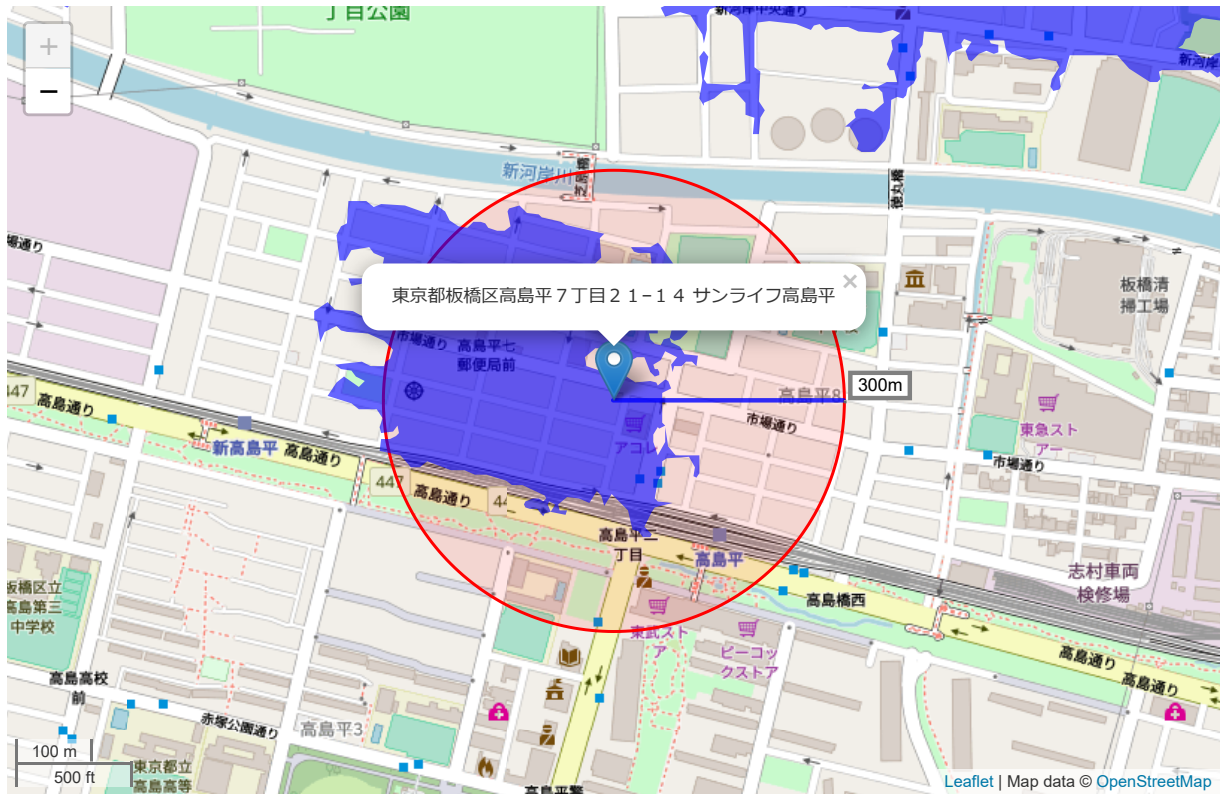 丁目公園
新河岸中央通り
新河岸
+
−
新河岸川
芝原橋
徳丸橋
場通り
東京都板橋区高島平７丁目２１−１４ サンライフ高島平
×
板橋清
掃工場
市場通り
高島平七
郵便局前
300m
高島平8
447
高島通り
新高島平
高島通り
アコレ
市場通り
東急スト
アー
市場通り
447
高島通り
44
高島平二
丁目
高島平
志村車両
検修場
板橋区立
高島第三
中学校
高島橋西
東武スト
ア
ピーコッ
クストア
高島通り
高島通り
高島高校
前
赤塚公園通り
高島平3
100 m
500 ft
東京都立
高島高等
高島平警
Leaflet | Map data © OpenStreetMap